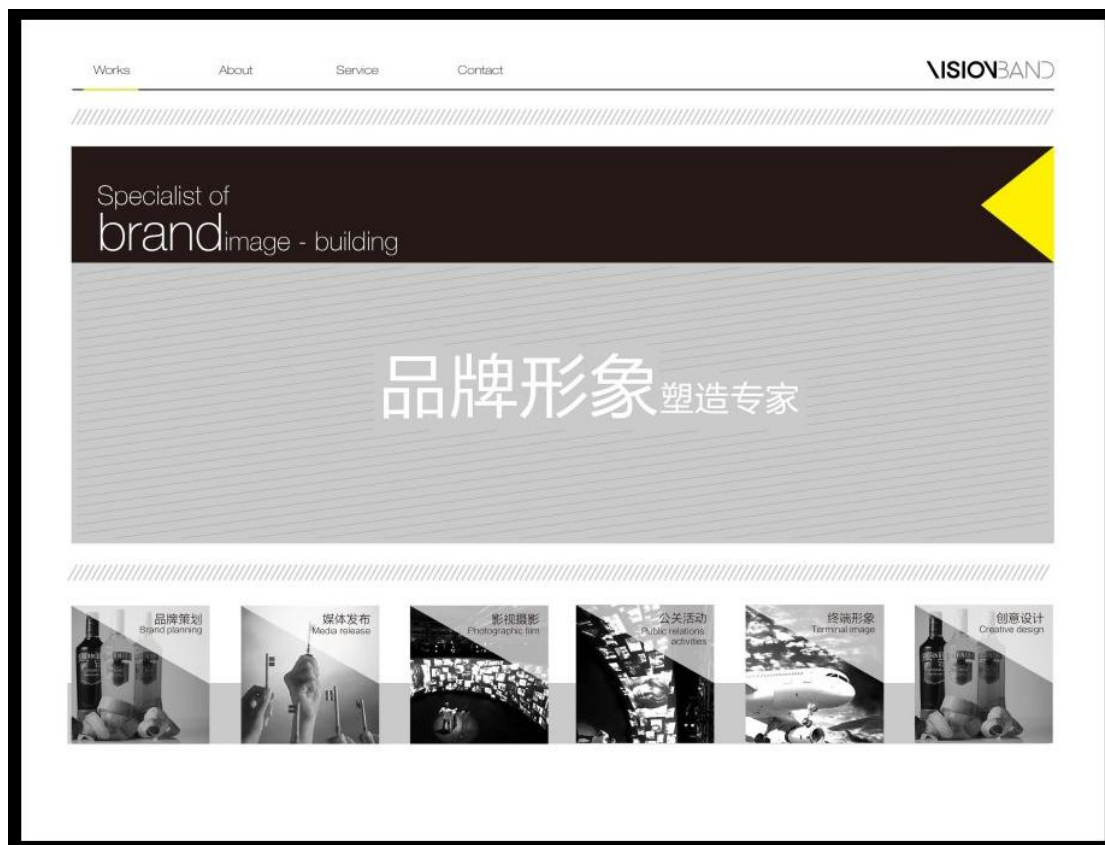 Works About Service Contact VISIONBAND
Specialist of
brand image - building
品牌形象塑造专家
品牌策划
Brand planning
媒体发布
Media release
影视摄影
Photographic film
公关活动
Public relations
activities
终端形象
Terminal image
创意设计
Creative design